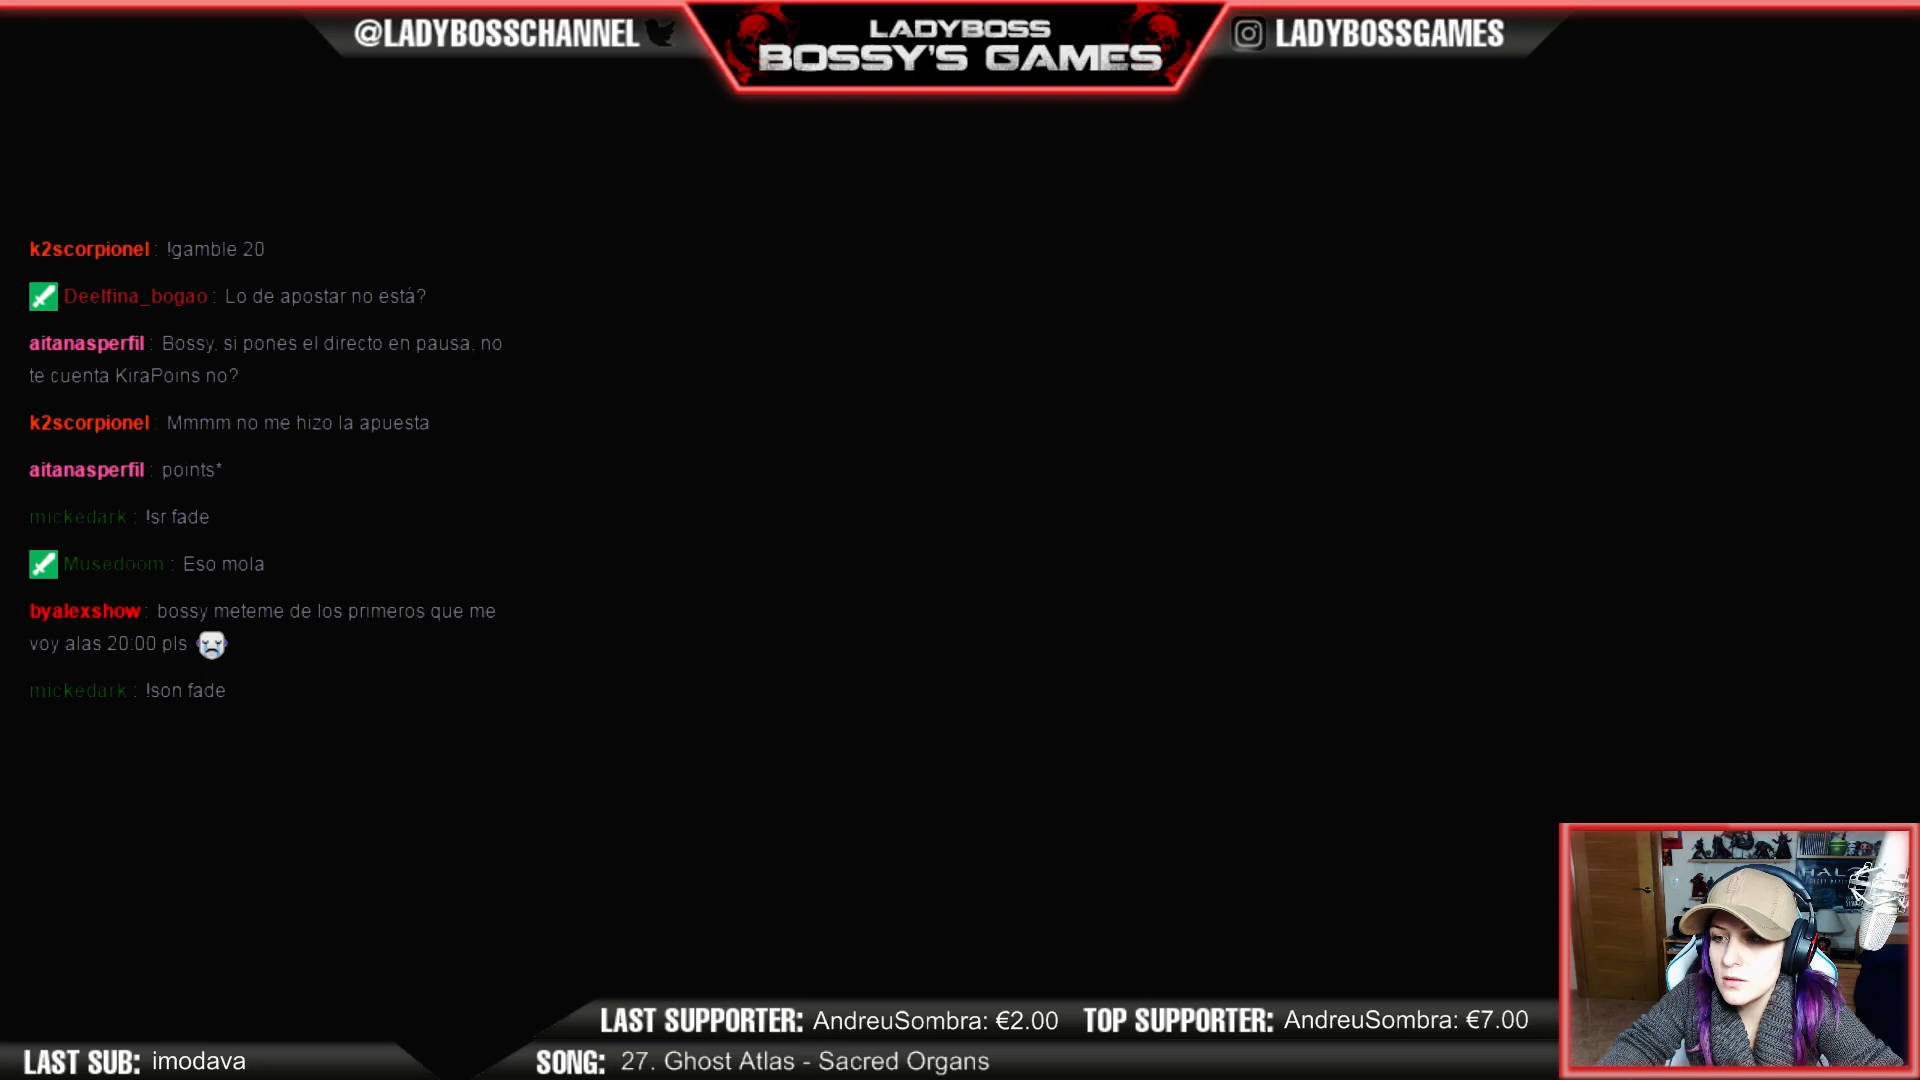 @LADYBOSSCHANNEL
LADYBOSS
BOSSY'S GAMES
LADYBOSSGAMES
k2scorpionel : !gamble 20
Deelfina_bogao : Lo de apostar no está?
aitanasperfil : Bossy, si pones el directo en pausa, no
te cuenta KiraPoins no?
k2scorpionel : Mmmm no me hizo la apuesta
aitanasperfil : points*
mickedark : !sr fade
Musedoom : Eso mola
byalexshow : bossy meteme de los primeros que me
voy alas 20:00 pls
mickedark : !son fade
HALO
LAST SUPPORTER: AndreuSombra: €2.00 TOP SUPPORTER: AndreuSombra: €7.00
LAST SUB: imodava
SONG: 27. Ghost Atlas - Sacred Organs